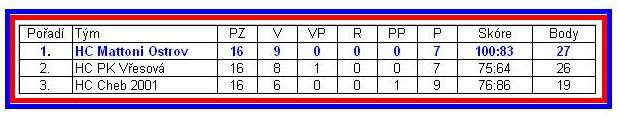 Pořadí Tým PZ V VP R PP P Skóre Body
1. HC Mattoni Ostrov 16 9 0 0 0 7 100:83 27
2. HC PK Vřesová 16 8 1 0 0 7 75:64 26
3. HC Cheb 2001 16 6 0 0 1 9 76:86 19